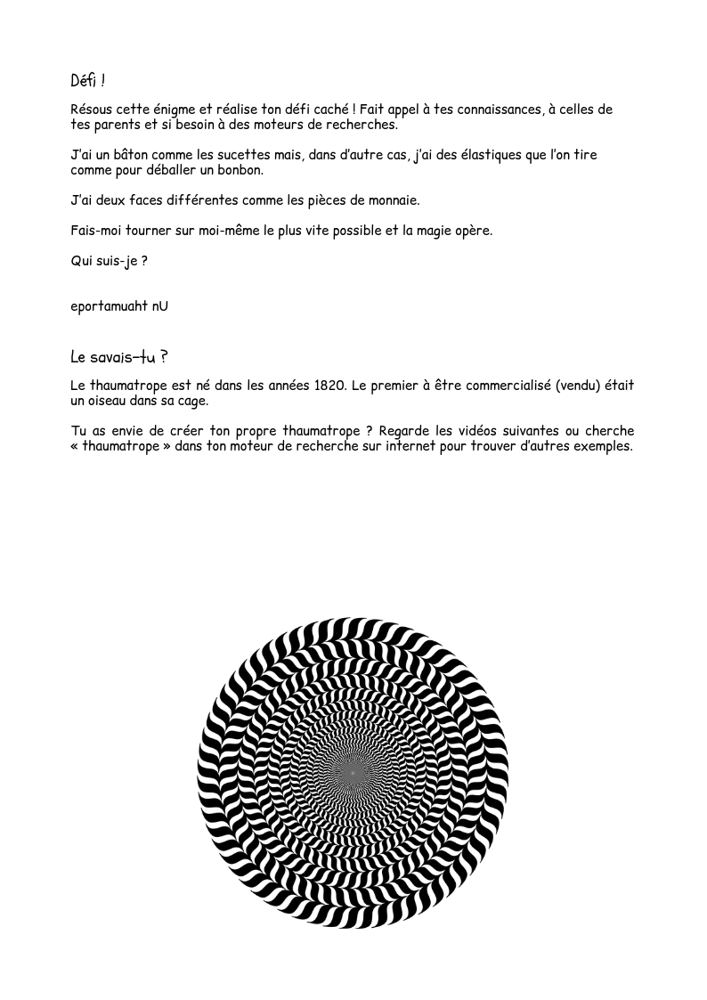 Défi !
Résous cette énigme et réalise ton défi caché ! Fait appel à tes connaissances, à celles de
tes parents et si besoin à des moteurs de recherches.
J'ai un bâton comme les sucettes mais, dans d'autre cas, j'ai des élastiques que l'on tire
comme pour déballer un bonbon.
J'ai deux faces différentes comme les pièces de monnaie.
Fais-moi tourner sur moi-même le plus vite possible et la magie opère.
Qui suis-je ?
eportamuaht nU
Le savais-tu ?
Le thaumatrope est né dans les années 1820. Le premier à être commercialisé (vendu) était
un oiseau dans sa cage.
Tu as envie de créer ton propre thaumatrope ? Regarde les vidéos suivantes ou cherche
« thaumatrope » dans ton moteur de recherche sur internet pour trouver d'autres exemples.